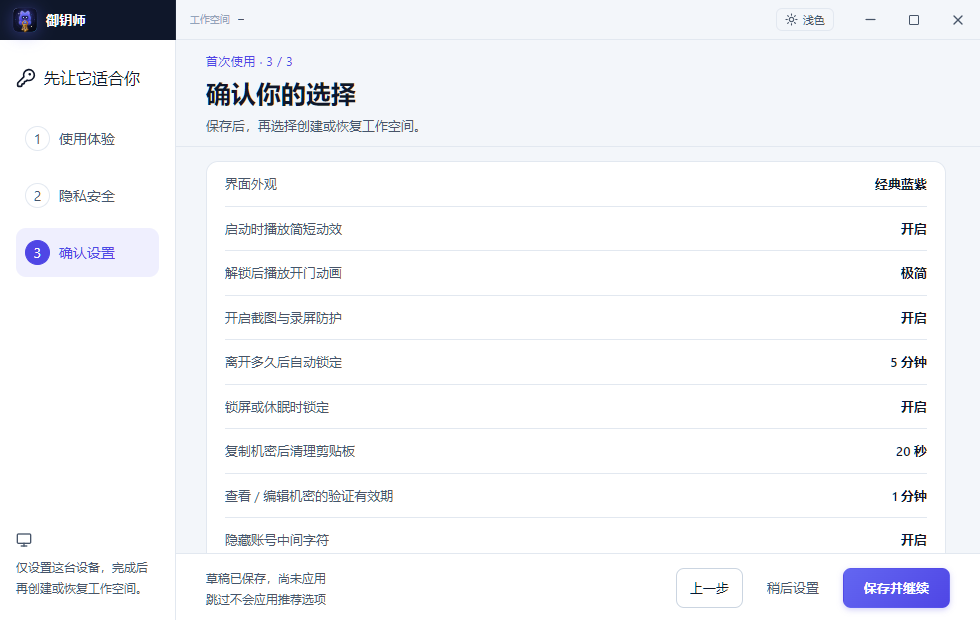 御钥师
工作空间 –
浅色
先让它适合你
1 使用体验
2 隐私安全
3 确认设置
仅设置这台设备，完成后
再创建或恢复工作空间。
首次使用 · 3 / 3
确认你的选择
保存后，再选择创建或恢复工作空间。
界面外观 经典蓝紫
启动时播放简短动效 开启
解锁后播放开门动画 极简
开启截图与录屏防护 开启
离开多久后自动锁定 5 分钟
锁屏或休眠时锁定 开启
复制机密后清理剪贴板 20 秒
查看 / 编辑机密的验证有效期 1 分钟
隐藏账号中间字符 开启
草稿已保存，尚未应用
跳过不会应用推荐选项
上一步 稍后设置 保存并继续